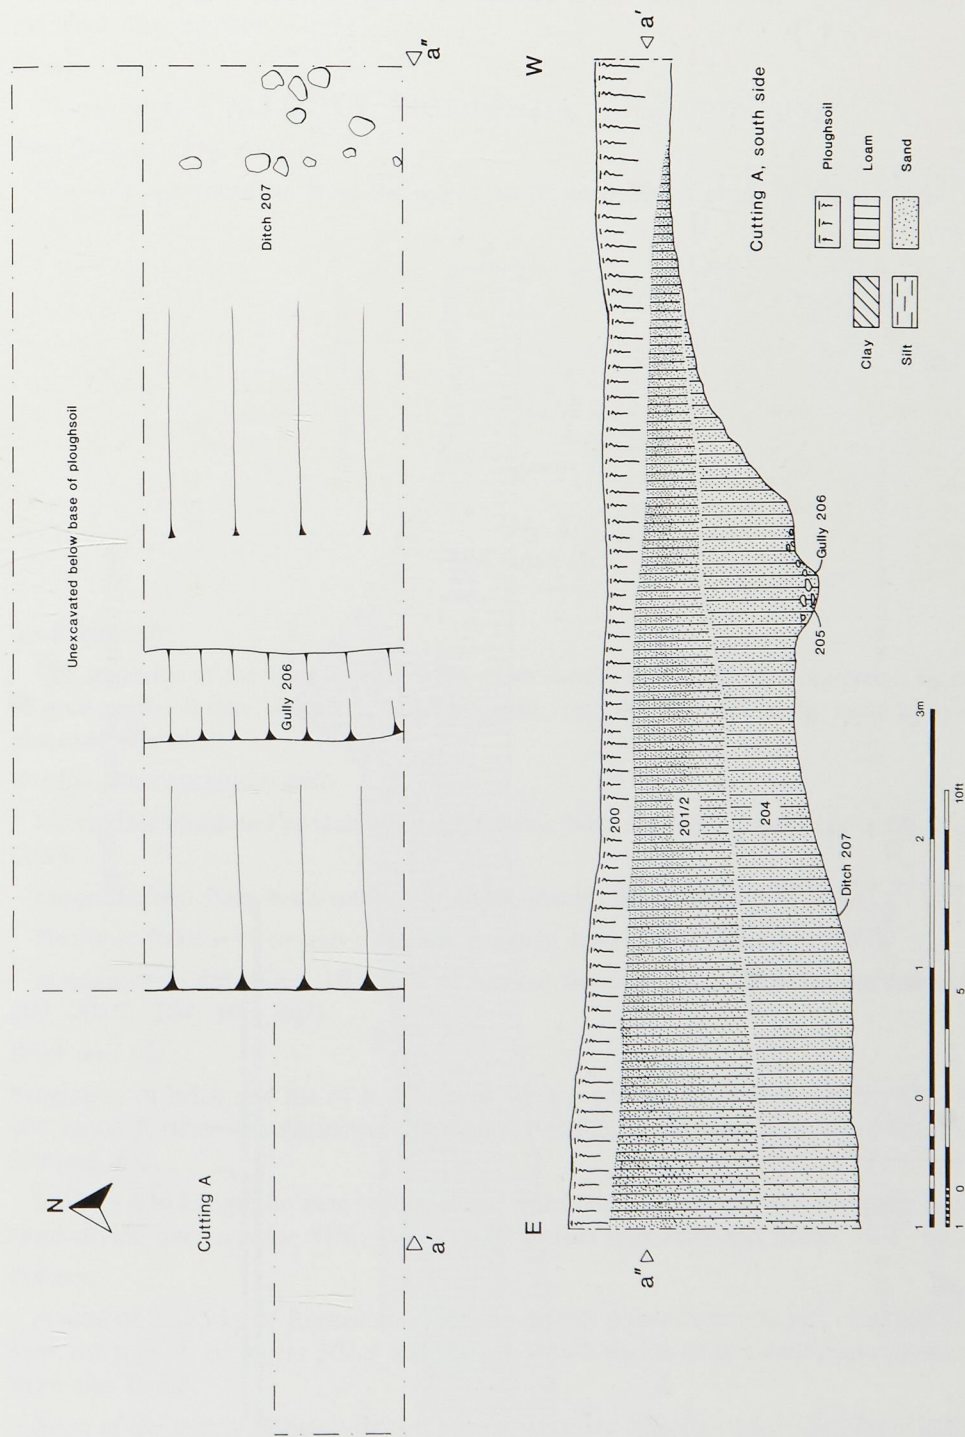 Unexcavated below base of ploughsoil
N
Cutting A
Gully 206
Ditch 207
a'
a"
E
W
a"
a'
200
201/2
204
205
Gully 206
Ditch 207
Cutting A, south side
Ploughsoil
Clay
Loam
Silt
Sand
1 0 1 2 3m
1 0 5 10ft